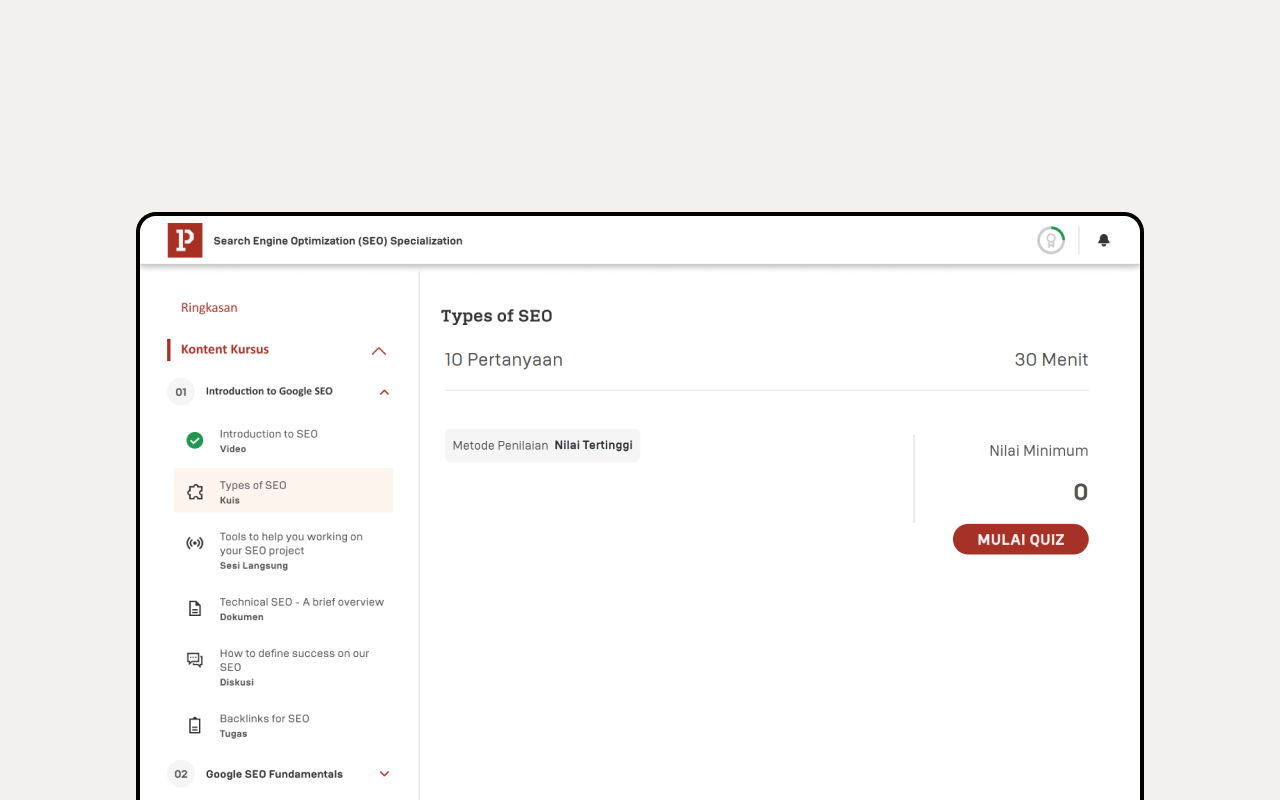 P
Search Engine Optimization (SEO) Specialization
Ringkasan
Kontent Kursus
01 Introduction to Google SEO
Introduction to SEO
Video
Types of SEO
Kuis
Tools to help you working on
your SEO project
Sesi Langsung
Technical SEO - A brief overview
Dokumen
How to define success on our
SEO
Diskusi
Backlinks for SEO
Tugas
02 Google SEO Fundamentals
Types of SEO
10 Pertanyaan 30 Menit
Metode Penilaian Nilai Tertinggi
Nilai Minimum
0
MULAI QUIZ